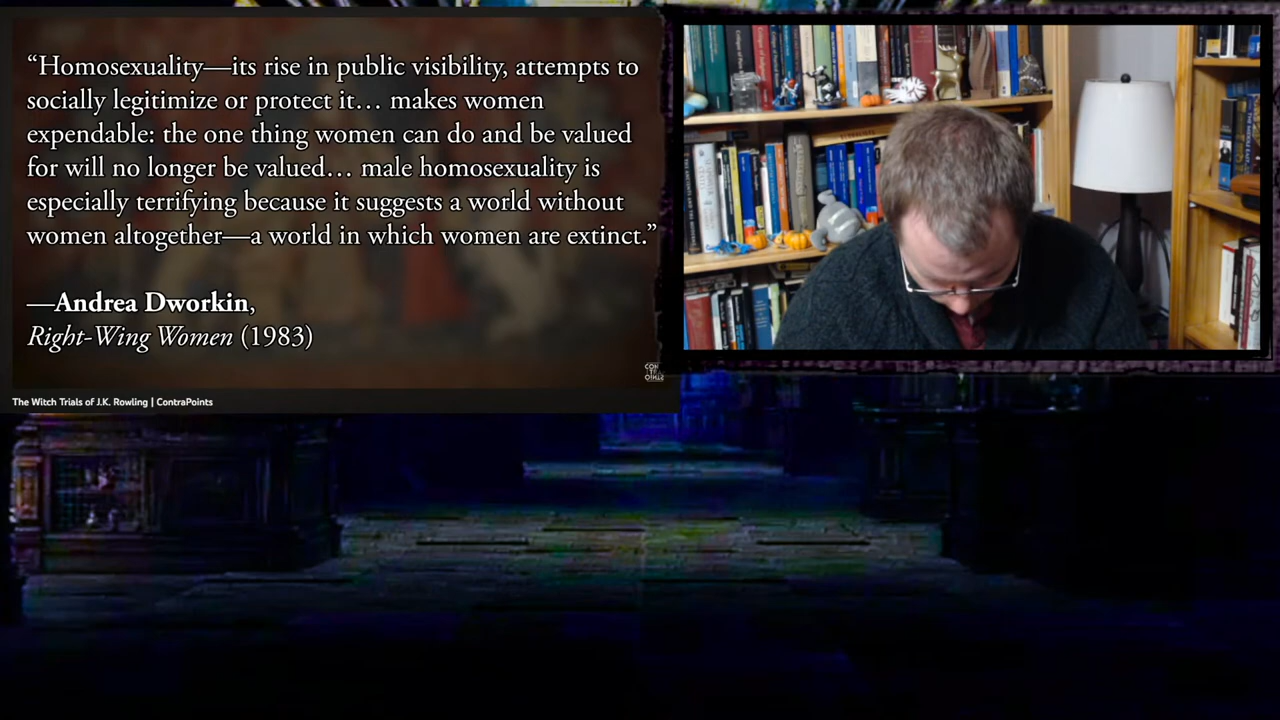 “Homosexuality—its rise in public visibility, attempts to
socially legitimize or protect it… makes women
expendable: the one thing women can do and be valued
for will no longer be valued… male homosexuality is
especially terrifying because it suggests a world without
women altogether—a world in which women are extinct.”
—Andrea Dworkin,
Right-Wing Women (1983)
The Witch Trials of J.K. Rowling | ContraPoints